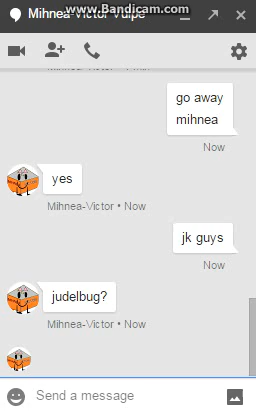 Mihnea-Victor Vulpe
www.Bandicam.com
go away
mihnea
Now
yes
Mihnea-Victor • Now
jk guys
Now
judelbug?
Mihnea-Victor • Now
Send a message